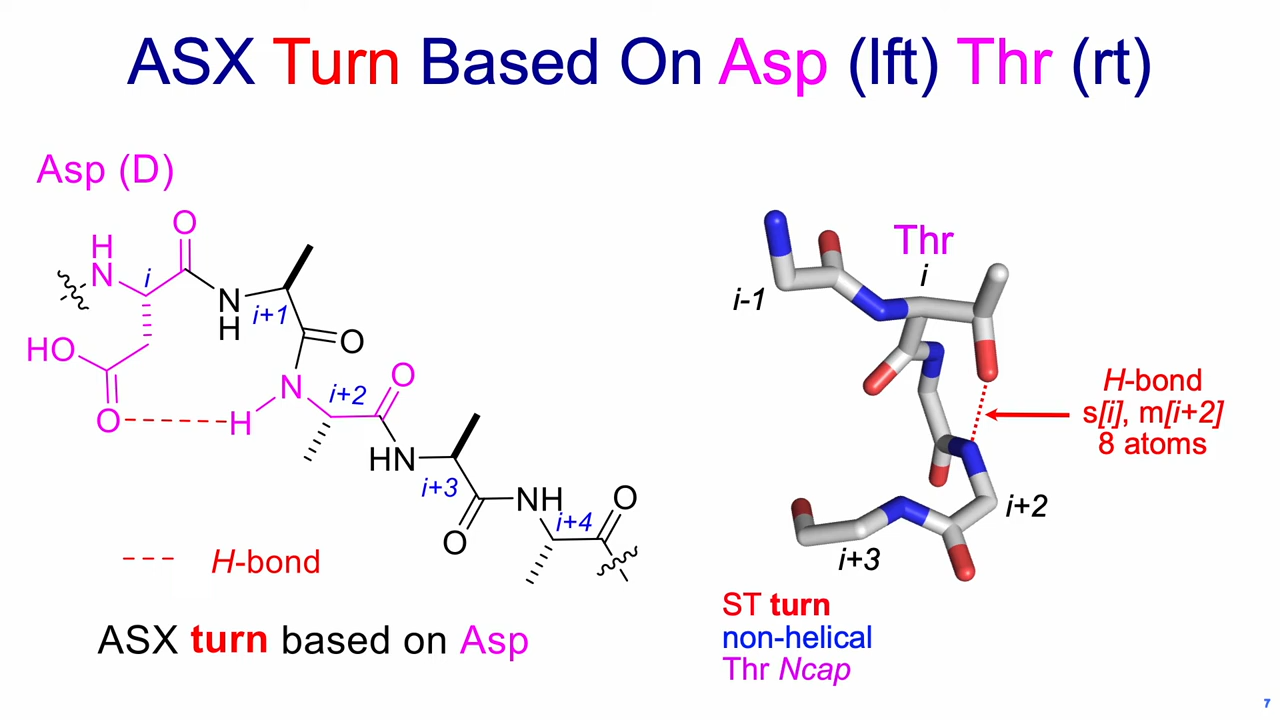 ASX Turn Based On Asp (lft) Thr (rt)
Asp (D)
O
H
N
i
N
H
i+1
O
HO
O
N
H
i+2
O
HN
i+3
O
NH
i+4
O
H-bond
ASX turn based on Asp
Thr
i
i-1
H-bond
s[i], m[i+2]
8 atoms
i+2
i+3
ST turn
non-helical
Thr Ncap
7